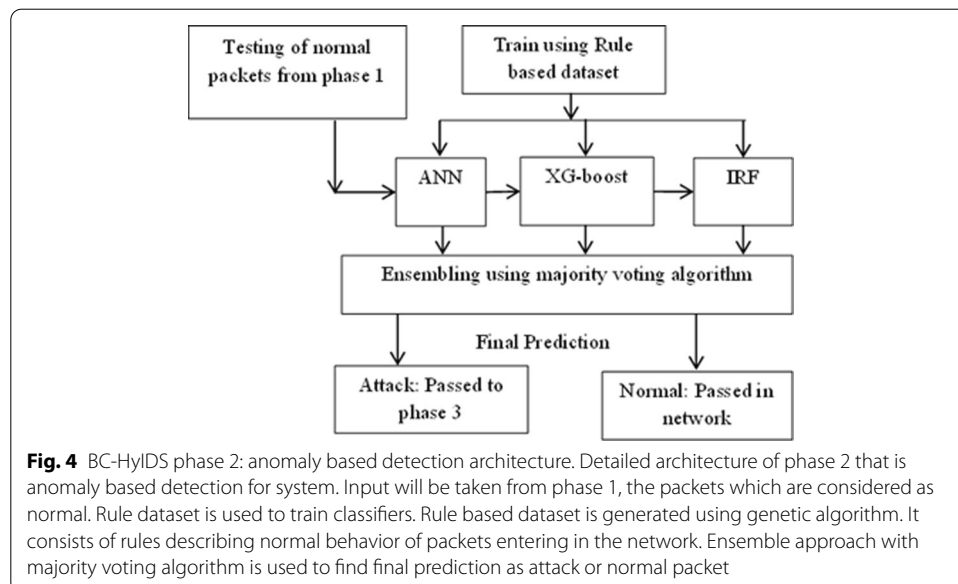 Testing of normal
packets from phase 1
Train using Rule
based dataset
ANN
XG-boost
IRF
Ensembling using majority voting algorithm
Final Prediction
Attack: Passed to
phase 3
Normal: Passed in
network
Fig. 4 BC-HyIDS phase 2: anomaly based detection architecture. Detailed architecture of phase 2 that is
anomaly based detection for system. Input will be taken from phase 1, the packets which are considered as
normal. Rule dataset is used to train classifiers. Rule based dataset is generated using genetic algorithm. It
consists of rules describing normal behavior of packets entering in the network. Ensemble approach with
majority voting algorithm is used to find final prediction as attack or normal packet